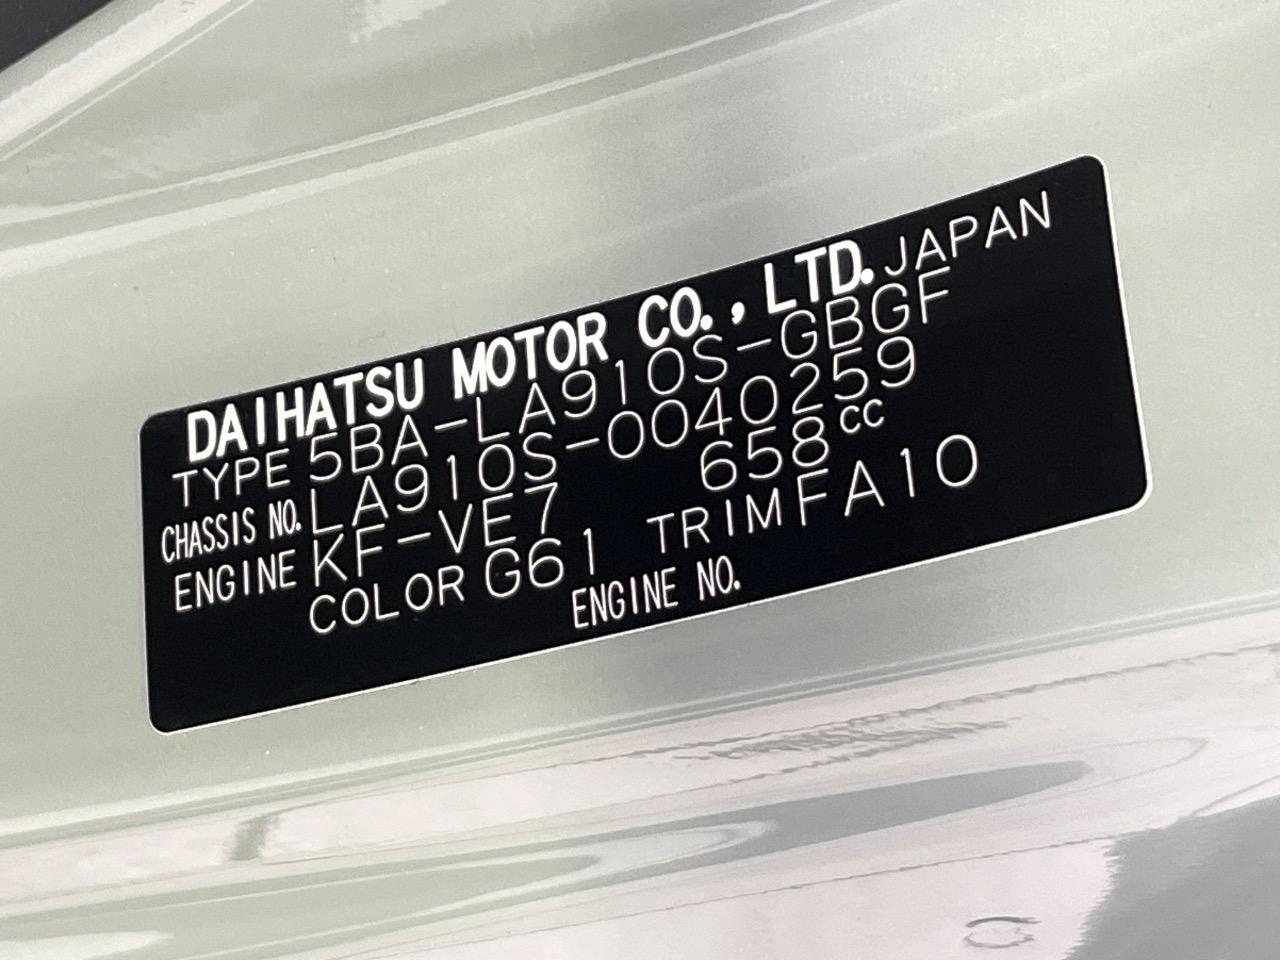 DAIHATSU MOTOR CO., LTD. JAPAN
TYPE 5BA-LA910S-GBGF
CHASSIS NO. LA910S-0040259
ENGINE KF-VE7 658CC
COLOR G61 TRIM FA10
ENGINE NO.